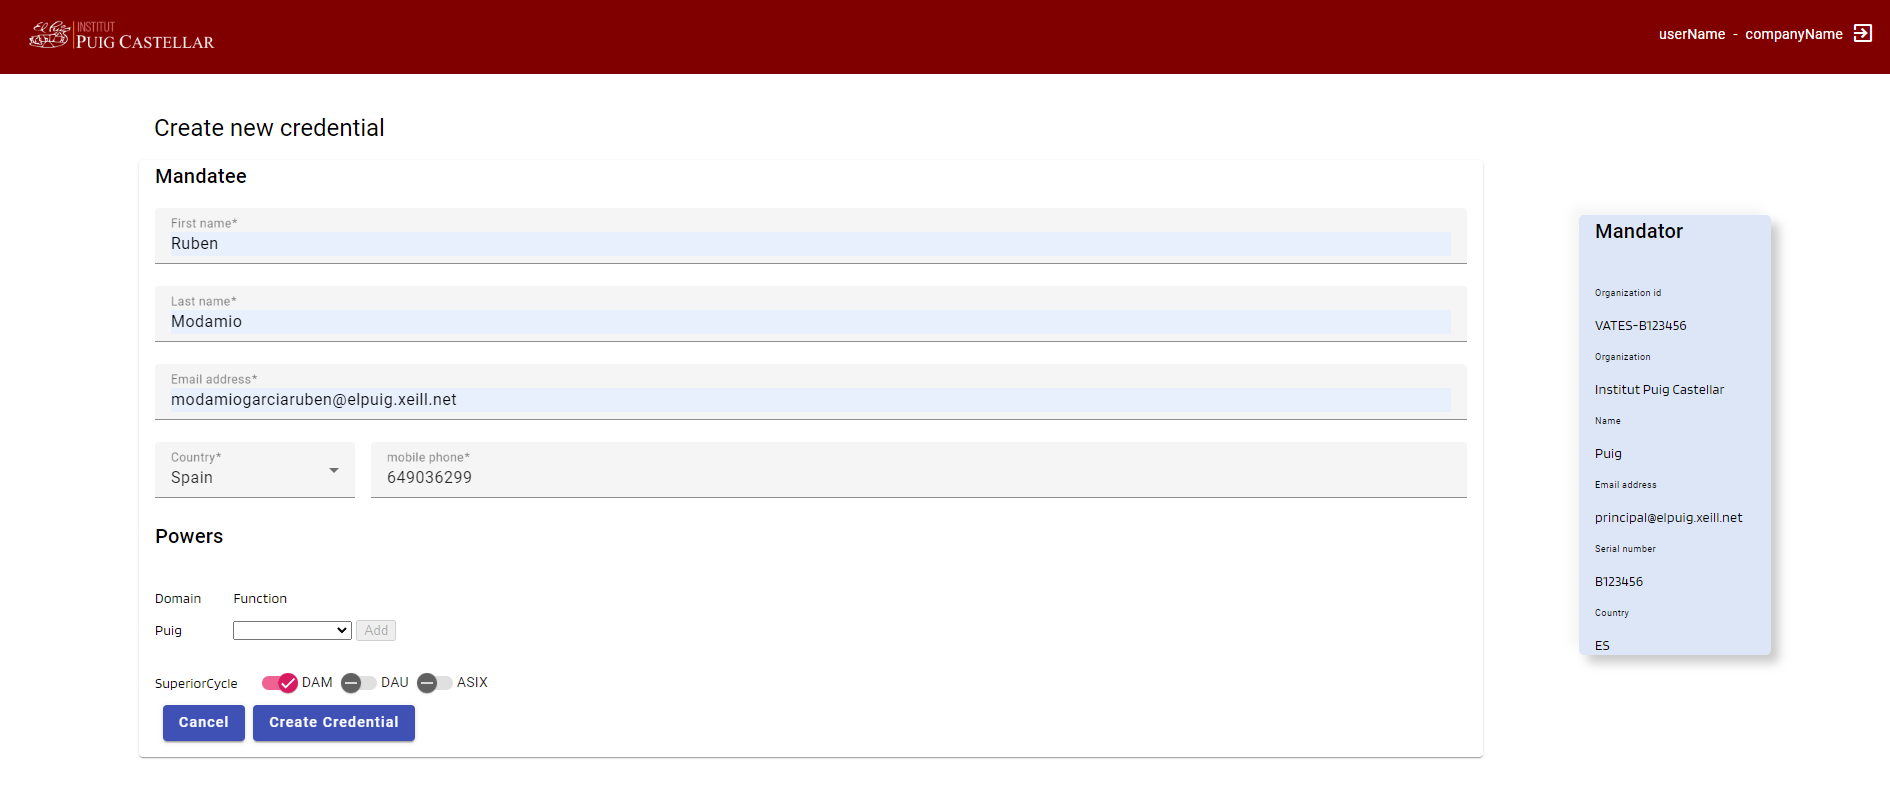 El Puig
INSTITUT
PUIG CASTELLAR
userName - companyName
Create new credential
Mandatee
First name*
Ruben
Last name*
Modamio
Email address*
modamiogarciaruben@elpuig.xeill.net
Country*
Spain
mobile phone*
649036299
Powers
Domain Function
Puig Add
SuperiorCycle DAM DAU ASIX
Cancel Create Credential
Mandator
Organization id
VATES-B123456
Organization
Institut Puig Castellar
Name
Puig
Email address
principal@elpuig.xeill.net
Serial number
B123456
Country
ES